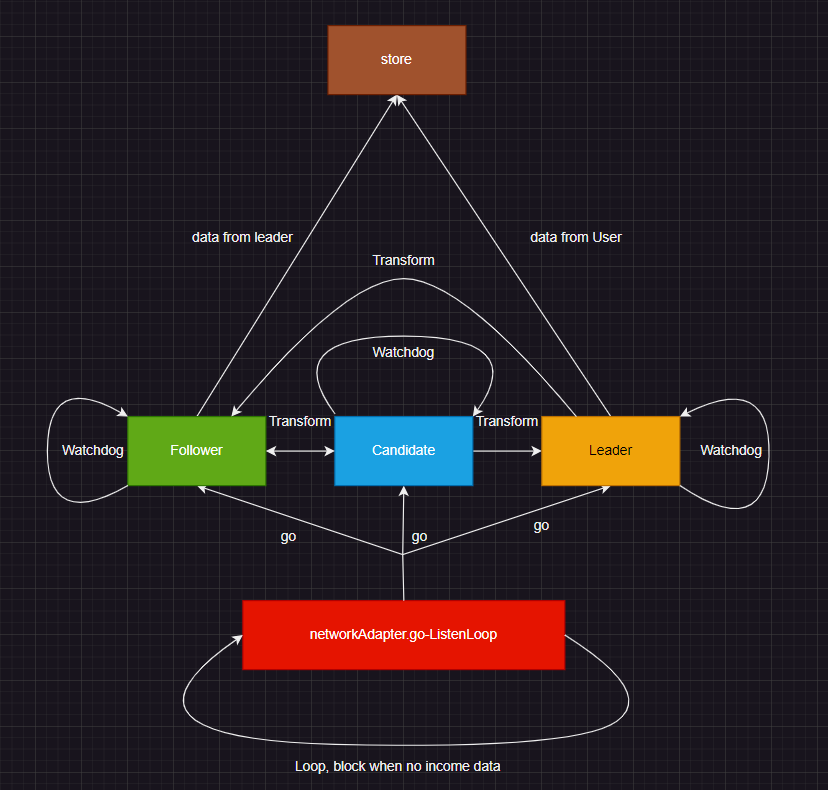 store
data from leader
data from User
Transform
Watchdog
Transform
Transform
Watchdog
Follower
Candidate
Leader
Watchdog
go
go
go
networkAdapter.go-ListenLoop
Loop, block when no income data